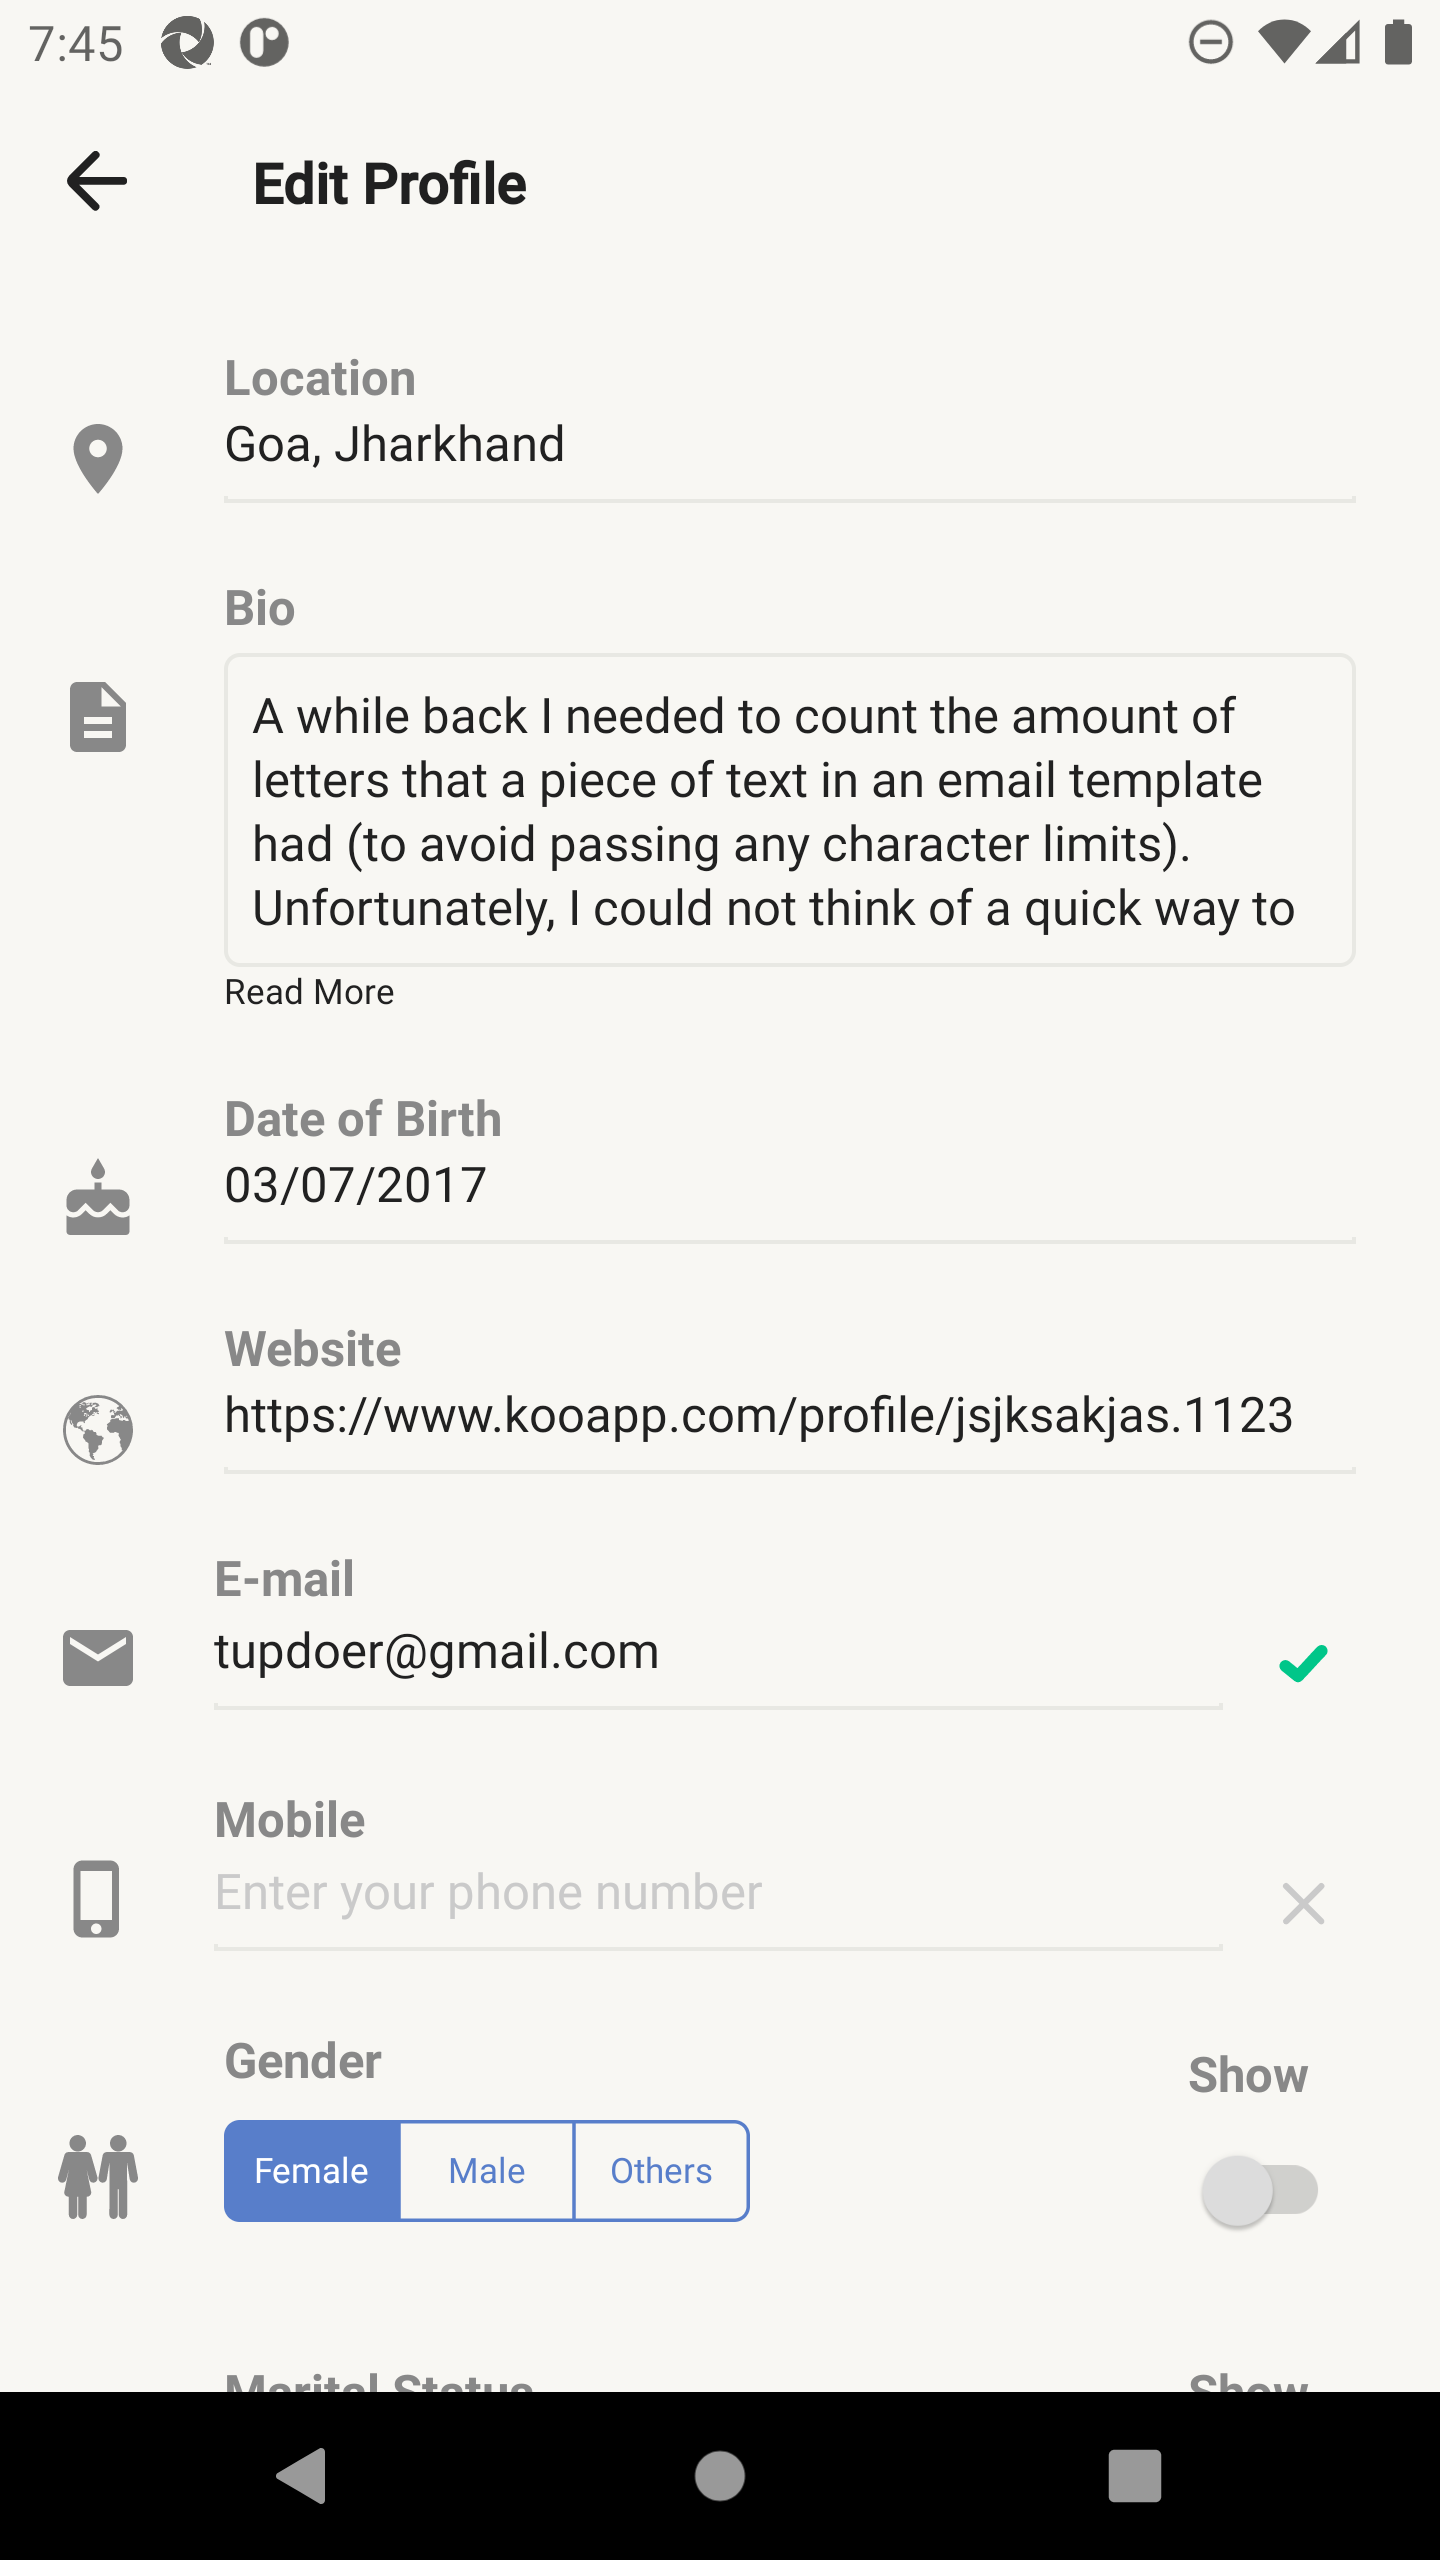 7:45
Edit Profile
Location
Goa, Jharkhand
Bio
A while back I needed to count the amount of
letters that a piece of text in an email template
had (to avoid passing any character limits).
Unfortunately, I could not think of a quick way to
Read More
Date of Birth
03/07/2017
Website
https://www.kooapp.com/profile/jsjksakjas.1123
E-mail
tupdoer@gmail.com
Mobile
Enter your phone number
Gender
Show
Female Male Others
Marital Status
Show